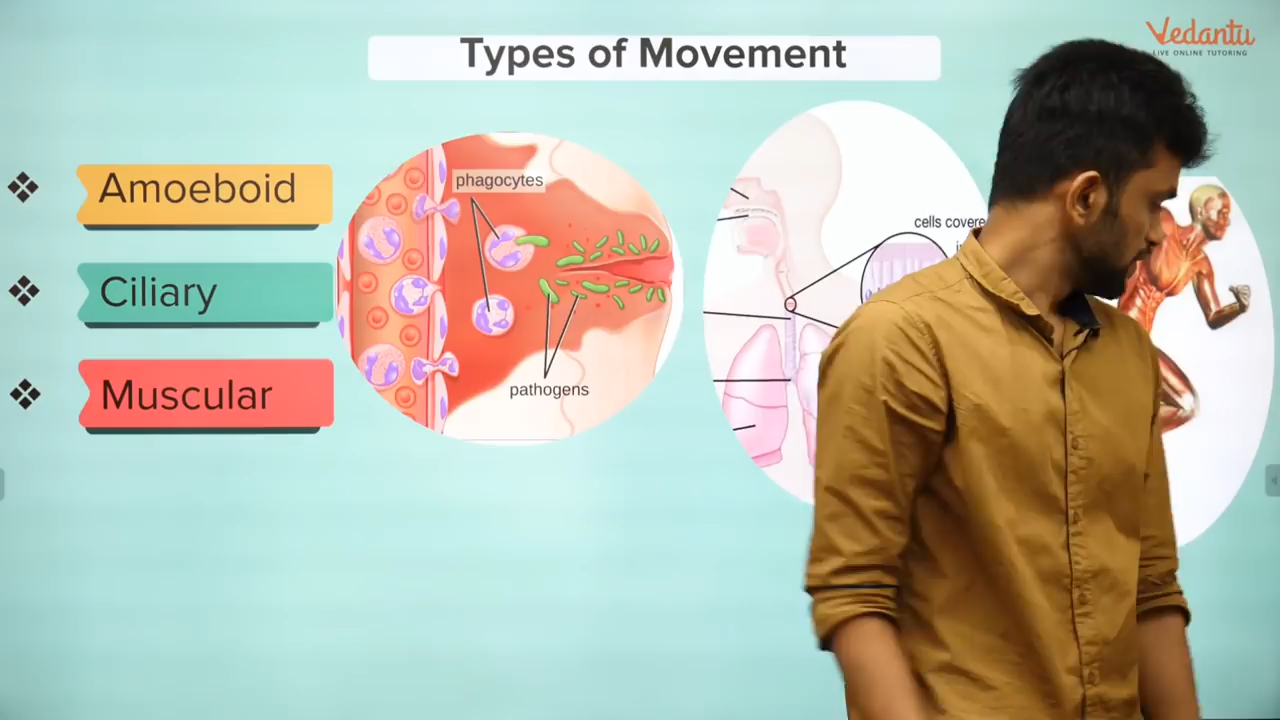 Types of Movement
Vedantu
LIVE ONLINE TUTORING
Amoeboid
Ciliary
Muscular
phagocytes
pathogens
cells covere